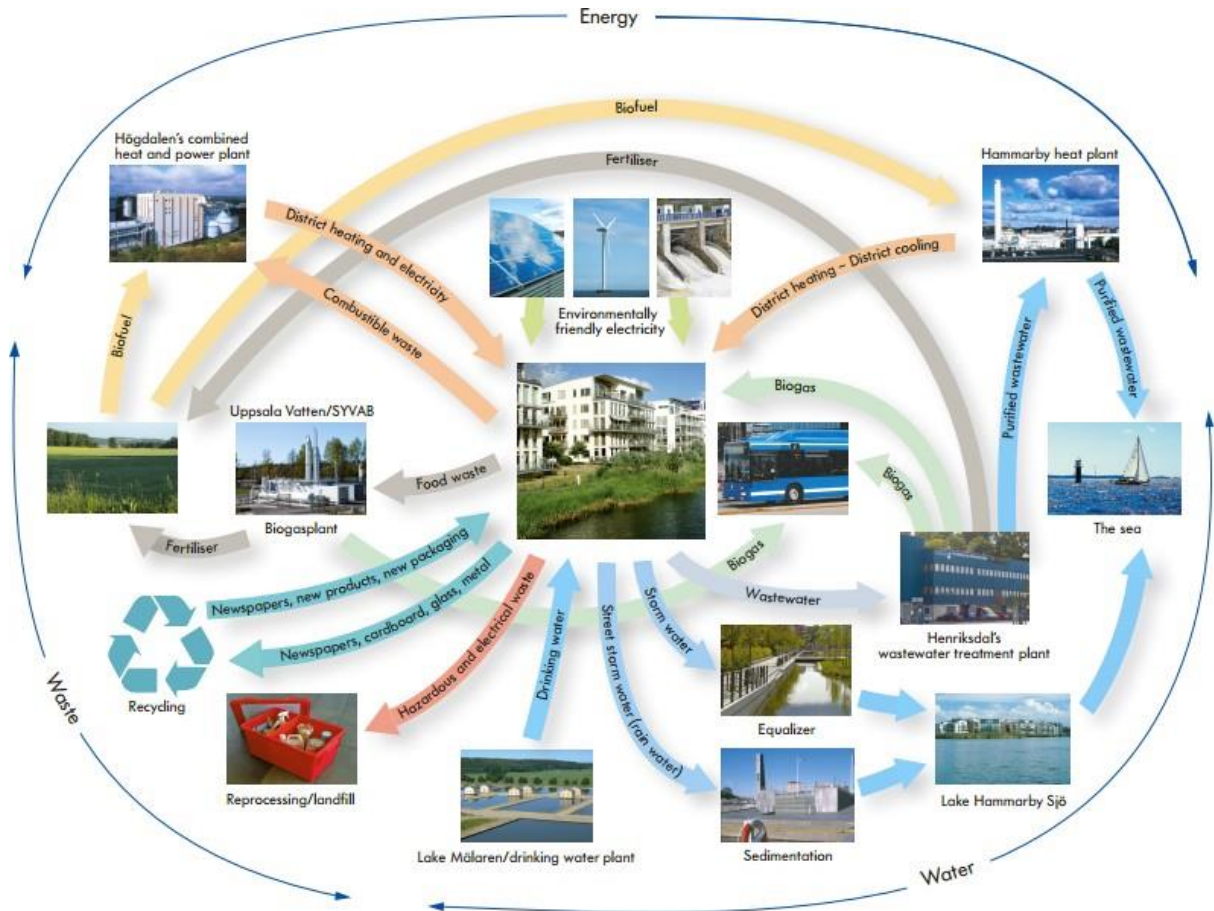 Energy
Biofuel
Högdalen's combined
heat and power plant
Fertiliser
Hammarby heat plant
District heating and electricity
District heating – District cooling
Combustible waste
Environmentally
friendly electricity
Biofuel
Purified wastewater
Purified wastewater
Biogas
Uppsala Vatten/SYVAB
Food waste
Biogas
Biogasplant
The sea
Fertiliser
Biogas
Newspapers, new products, new packaging
Wastewater
Newspapers, cardboard, glass, metal
Storm water
Henriksdal's
wastewater treatment plant
Hazardous and electrical waste
Drinking water
Street storm water (rain water)
Recycling
Waste
Equalizer
Reprocessing/landfill
Lake Hammarby Sjö
Lake Mälaren/drinking water plant
Sedimentation
Water